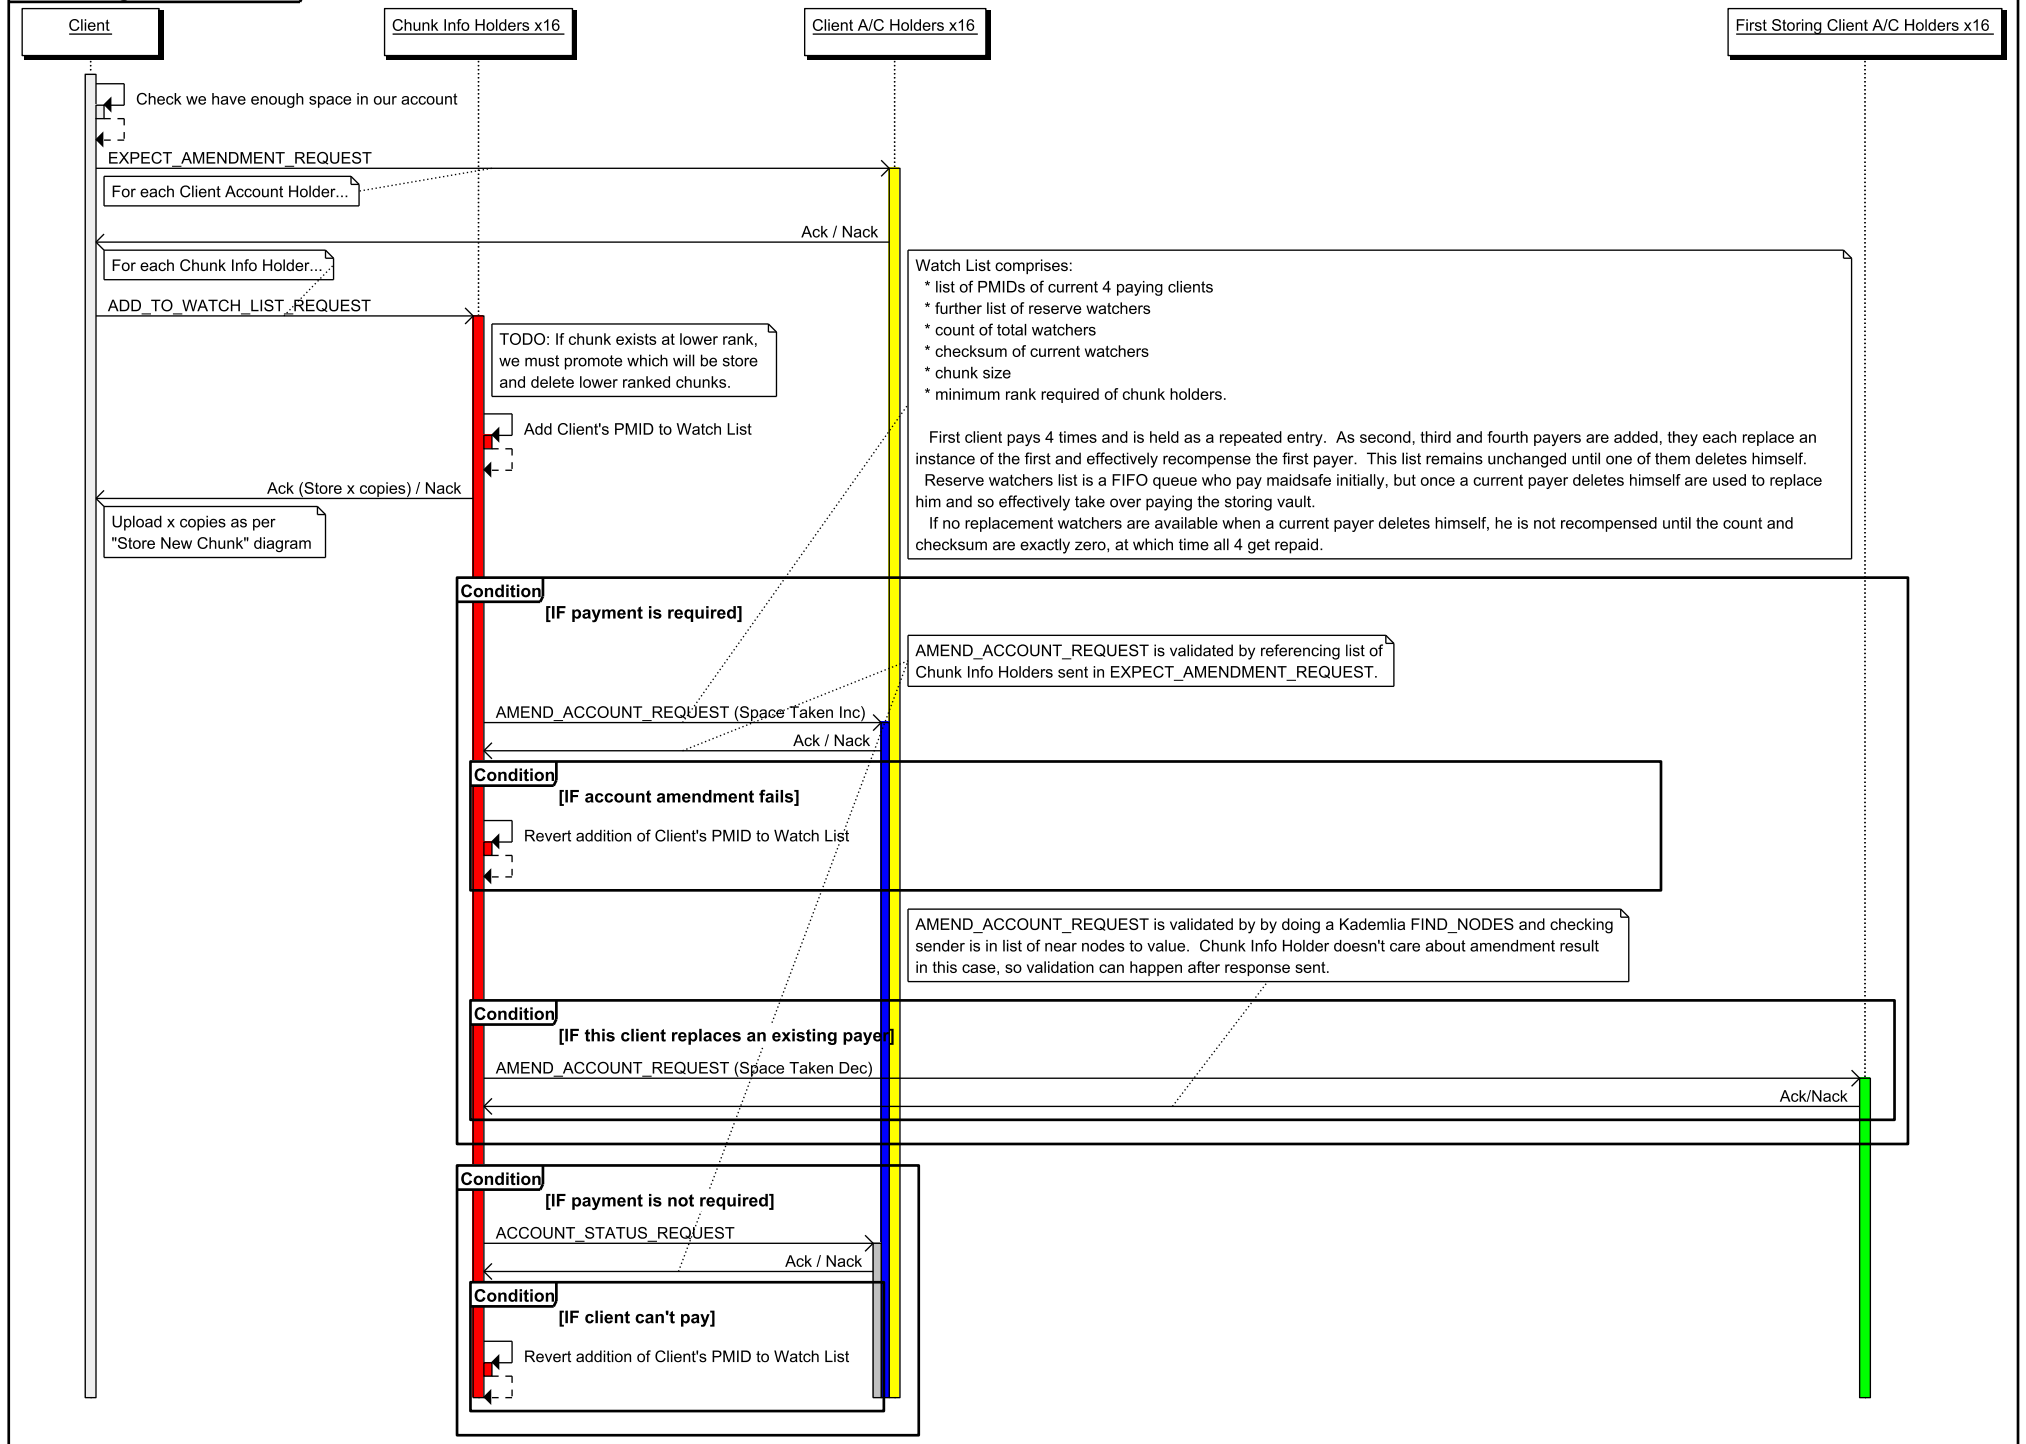 Client
Chunk Info Holders x16
Client A/C Holders x16
First Storing Client A/C Holders x16
Check we have enough space in our account
EXPECT_AMENDMENT_REQUEST
For each Client Account Holder...
Ack / Nack
For each Chunk Info Holder...
ADD_TO_WATCH_LIST_REQUEST
Watch List comprises:
* list of PMIDs of current 4 paying clients
* further list of reserve watchers
* count of total watchers
* checksum of current watchers
* chunk size
* minimum rank required of chunk holders.
First client pays 4 times and is held as a repeated entry.  As second, third and fourth payers are added, they each replace an
instance of the first and effectively recompense the first payer.  This list remains unchanged until one of them deletes himself.
Reserve watchers list is a FIFO queue who pay maidsafe initially, but once a current payer deletes himself are used to replace
him and so effectively take over paying the storing vault.
If no replacement watchers are available when a current payer deletes himself, he is not recompensed until the count and
checksum are exactly zero, at which time all 4 get repaid.
TODO: If chunk exists at lower rank,
we must promote which will be store
and delete lower ranked chunks.
Add Client's PMID to Watch List
Ack (Store x copies) / Nack
Upload x copies as per
"Store New Chunk" diagram
Condition
[IF payment is required]
AMEND_ACCOUNT_REQUEST is validated by referencing list of
Chunk Info Holders sent in EXPECT_AMENDMENT_REQUEST.
AMEND_ACCOUNT_REQUEST (Space Taken Inc)
Ack / Nack
Condition
[IF account amendment fails]
Revert addition of Client's PMID to Watch List
AMEND_ACCOUNT_REQUEST is validated by by doing a Kademlia FIND_NODES and checking
sender is in list of near nodes to value.  Chunk Info Holder doesn't care about amendment result
in this case, so validation can happen after response sent.
Condition
[IF this client replaces an existing payer]
AMEND_ACCOUNT_REQUEST (Space Taken Dec)
Ack/Nack
Condition
[IF payment is not required]
ACCOUNT_STATUS_REQUEST
Ack / Nack
Condition
[IF client can't pay]
Revert addition of Client's PMID to Watch List